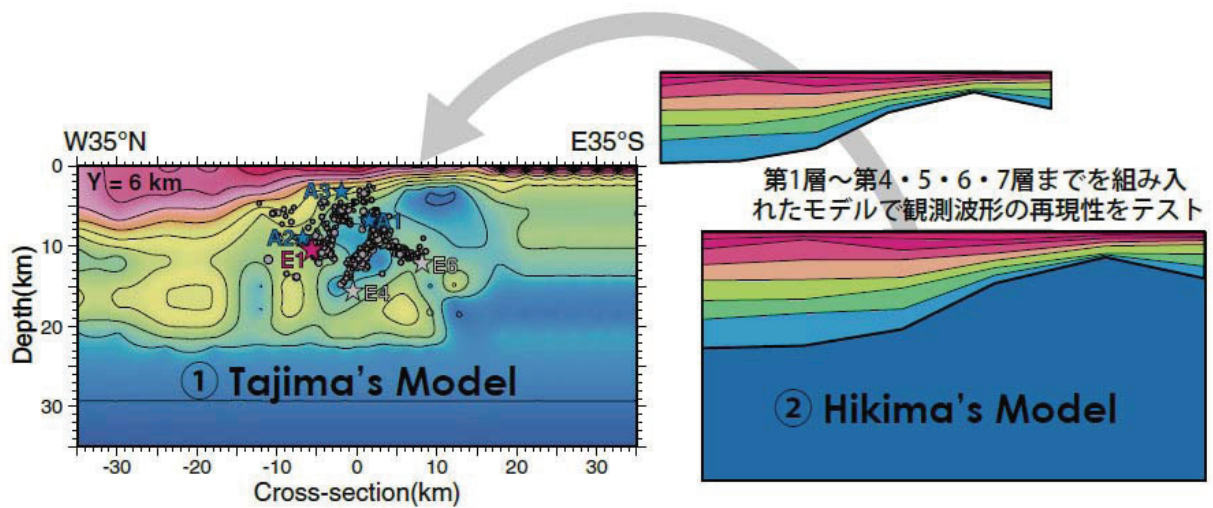 W35°N
E35°S
Y = 6 km
A3
A1
A2
E1
E6
E4
① Tajima's Model
0
10
20
30
Depth(km)
-30
-20
-10
0
10
20
30
Cross-section(km)
第1層～第4・5・6・7層までを組み入
れたモデルで観測波形の再現性をテスト
② Hikima's Model